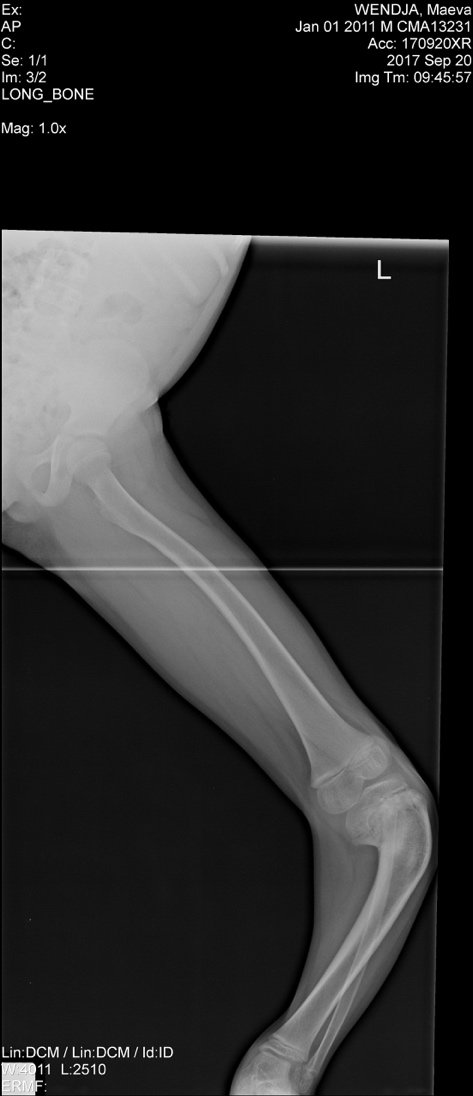 Ex:
AP
C:
Se: 1/1
Im: 3/2
LONG_BONE
Mag: 1.0x
WENDJA, Maeva
Jan 01 2011 M CMA13231
Acc: 170920XR
2017 Sep 20
Img Tm: 09:45:57
L
Lin:DCM / Lin:DCM / Id:ID
W:4011 L:2510
ERMF: